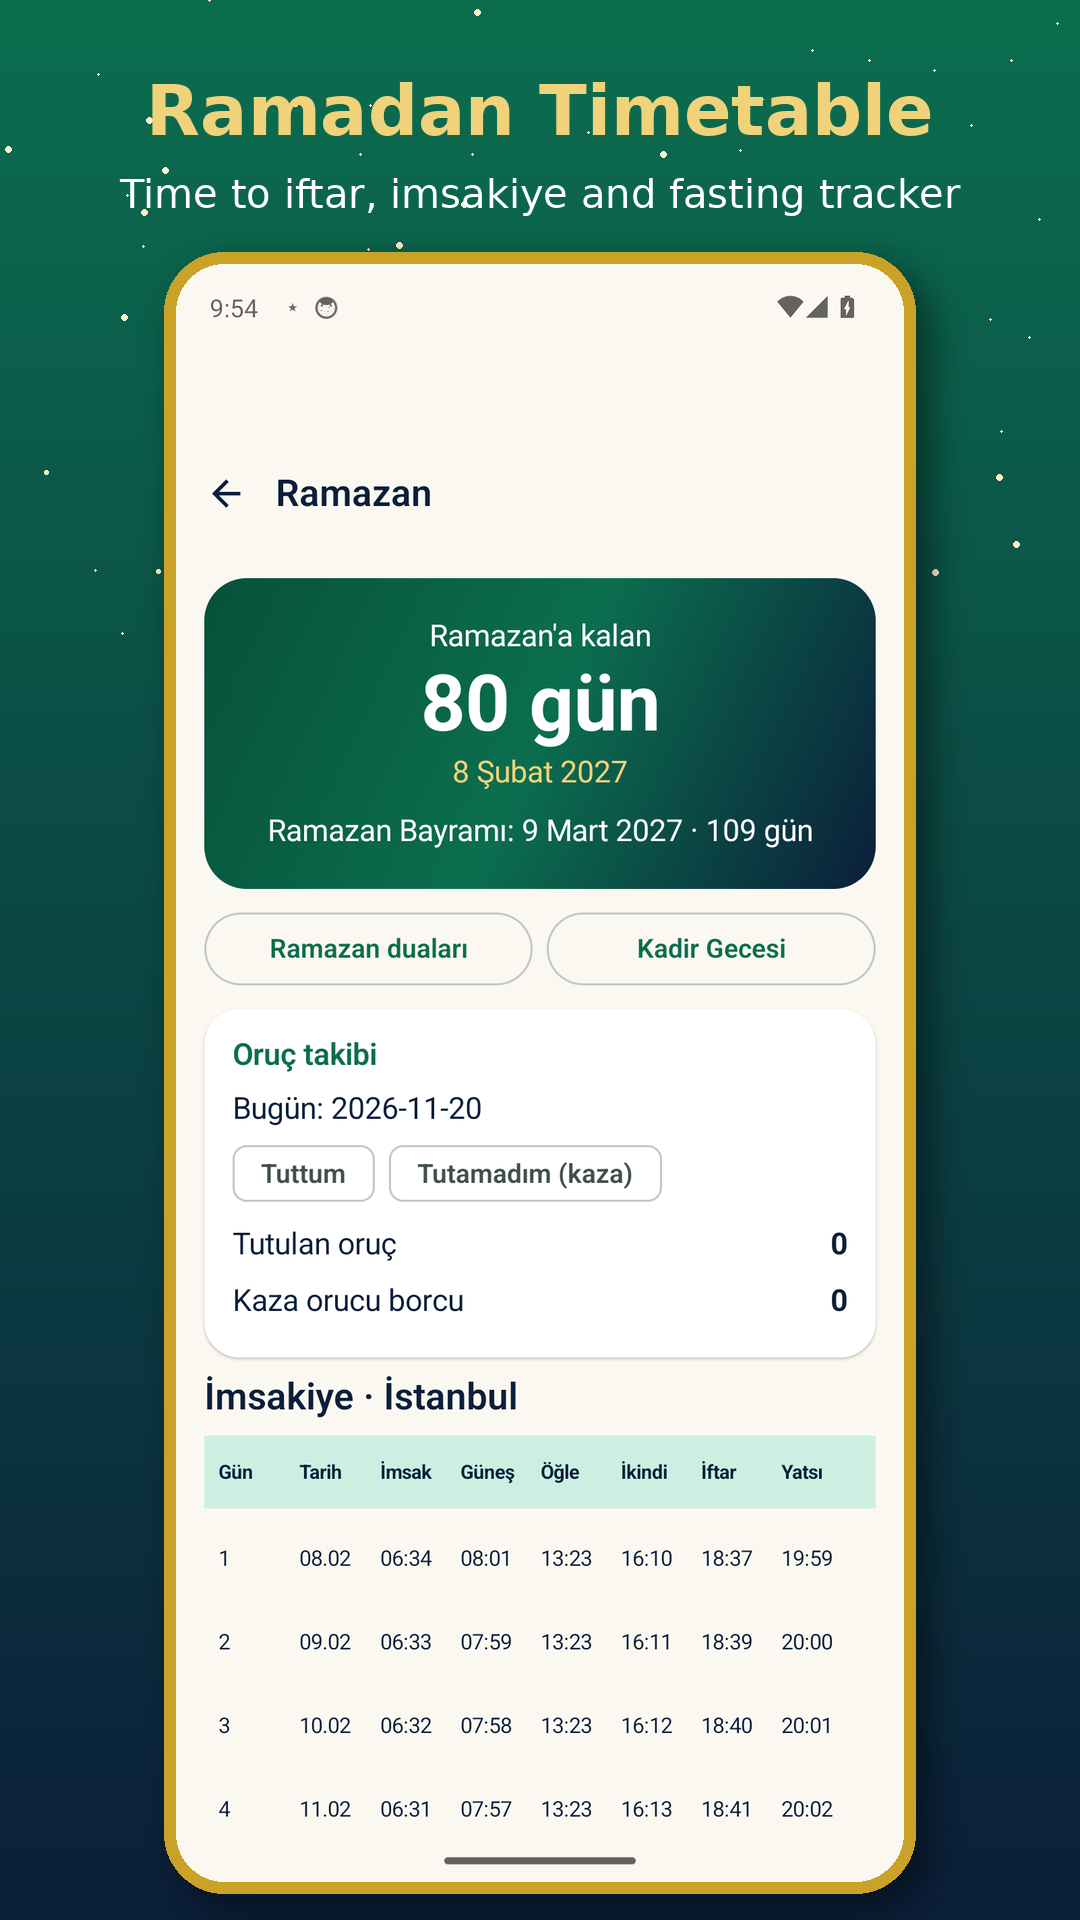 Ramadan Timetable
Time to iftar, imsakiye and fasting tracker
9:54
Ramazan
Ramazan'a kalan
80 gün
8 Şubat 2027
Ramazan Bayramı: 9 Mart 2027 · 109 gün
Ramazan duaları Kadir Gecesi
Oruç takibi
Bugün: 2026-11-20
Tuttum Tutamadım (kaza)
Tutulan oruç 0
Kaza orucu borcu 0
İmsakiye · İstanbul
Gün Tarih İmsak Güneş Öğle İkindi İftar Yatsı
1 08.02 06:34 08:01 13:23 16:10 18:37 19:59
2 09.02 06:33 07:59 13:23 16:11 18:39 20:00
3 10.02 06:32 07:58 13:23 16:12 18:40 20:01
4 11.02 06:31 07:57 13:23 16:13 18:41 20:02